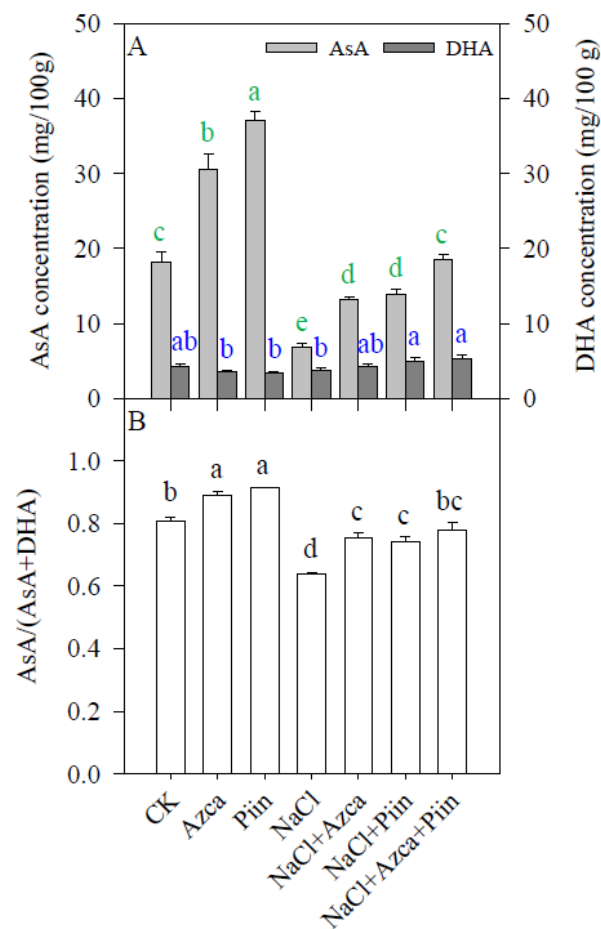 50
40
30
20
10
0
AsA concentration (mg/100g)
A
AsA
DHA
50
40
30
20
10
0
DHA concentration (mg/100 g)
c
b
a
e
d
d
c
ab
b
b
b
ab
a
a
B
1.0
0.8
0.6
0.4
0.2
0.0
AsA/(AsA+DHA)
b
a
a
d
c
c
bc
CK
Azca
Piin
NaCl
NaCl+Azca
NaCl+Piin
NaCl+Azca+Piin